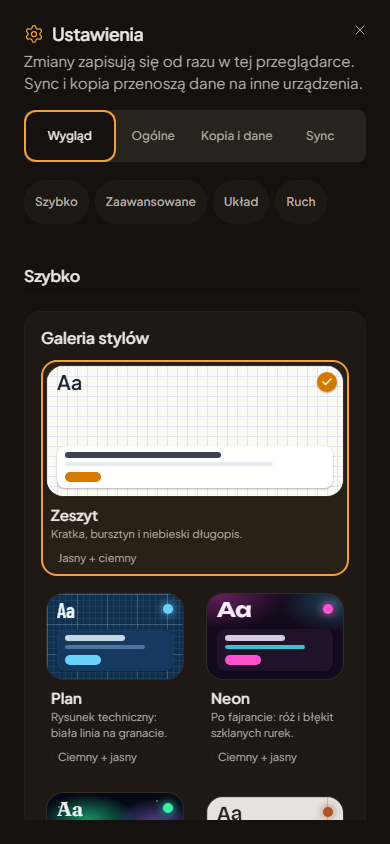 Ustawienia
Zmiany zapisują się od razu w tej przeglądarce.
Sync i kopia przenoszą dane na inne urządzenia.
Wygląd
Ogólne
Kopia i dane
Sync
Szybko
Zaawansowane
Układ
Ruch
Szybko
Galeria stylów
Aa
Zeszyt
Kratka, bursztyn i niebieski długopis.
Jasny + ciemny
Aa
Plan
Rysunek techniczny:
biała linia na granacie.
Ciemny + jasny
Aa
Neon
Po fajrancie: róż i błękit
szklanych rurek.
Ciemny + jasny
Aa
Aa